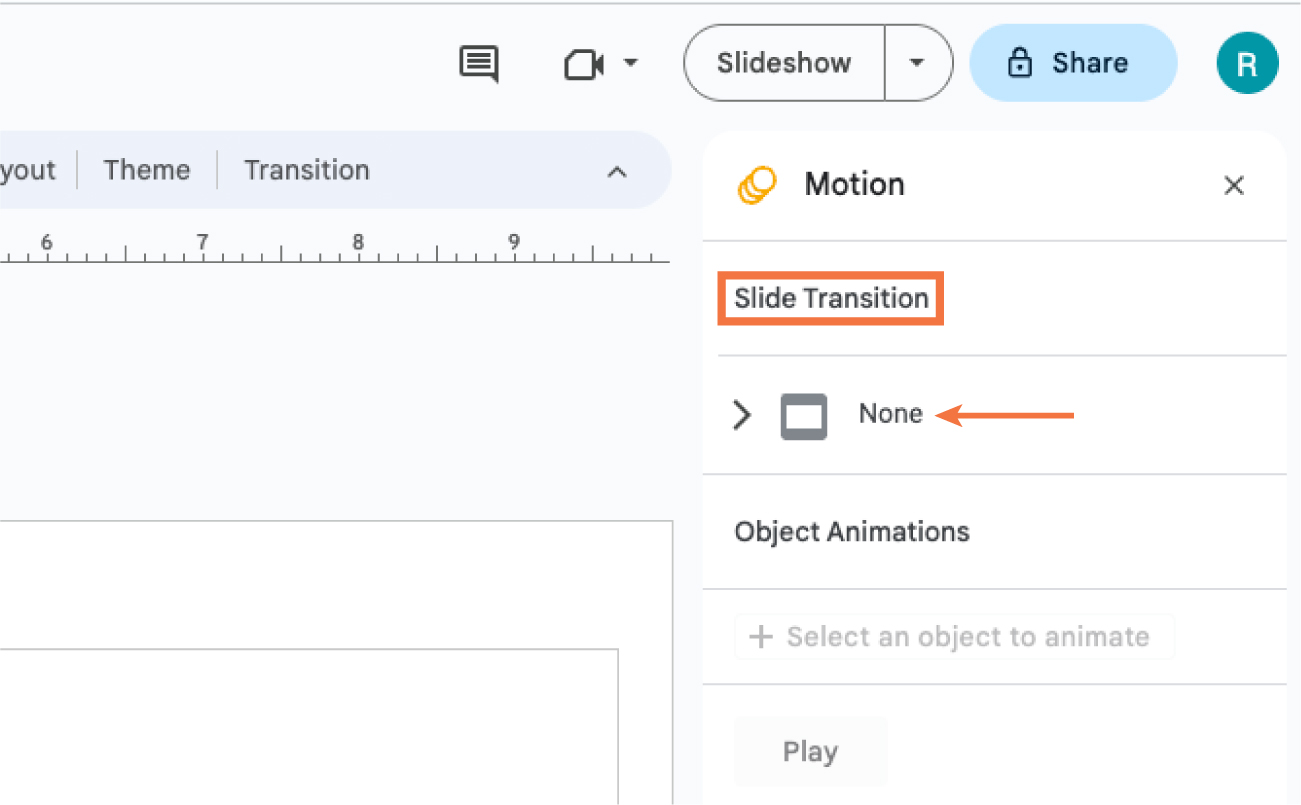 Slideshow
Share
R
yout
Theme
Transition
Motion
6 7 8 9
Slide Transition
None
Object Animations
+ Select an object to animate
Play